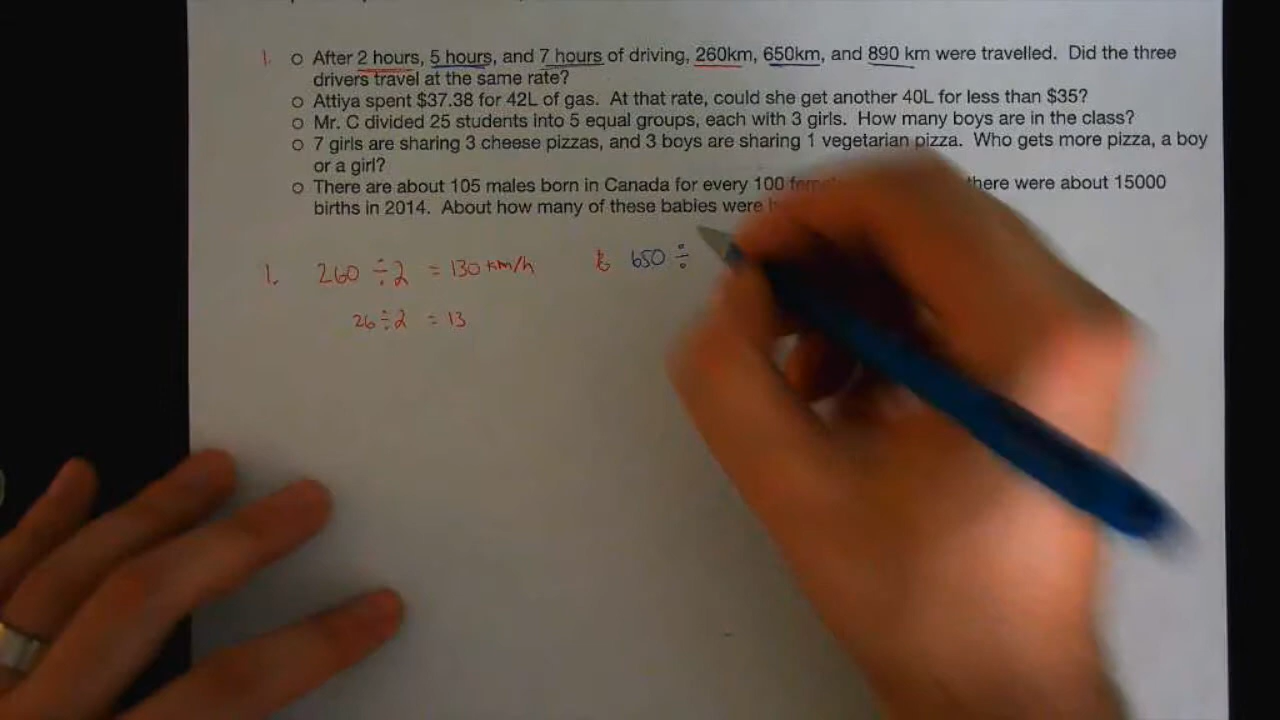 1. o After 2 hours, 5 hours, and 7 hours of driving, 260km, 650km, and 890 km were travelled. Did the three
drivers travel at the same rate?
o Attiya spent $37.38 for 42L of gas. At that rate, could she get another 40L for less than $35?
o Mr. C divided 25 students into 5 equal groups, each with 3 girls. How many boys are in the class?
o 7 girls are sharing 3 cheese pizzas, and 3 boys are sharing 1 vegetarian pizza. Who gets more pizza, a boy
or a girl?
o There are about 105 males born in Canada for every 100 there were about 15000
births in 2014. About how many of these babies were
1. 260 ÷ 2 = 130 km/h 650 ÷
26 ÷ 2 = 13